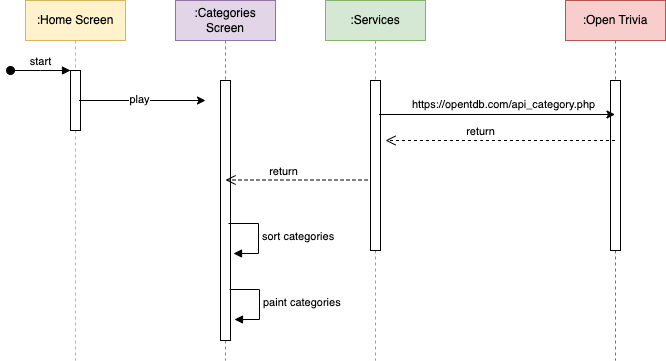 :Home Screen
:Categories
Screen
:Services
:Open Trivia
start
play
https://opentdb.com/api_category.php
return
return
sort categories
paint categories